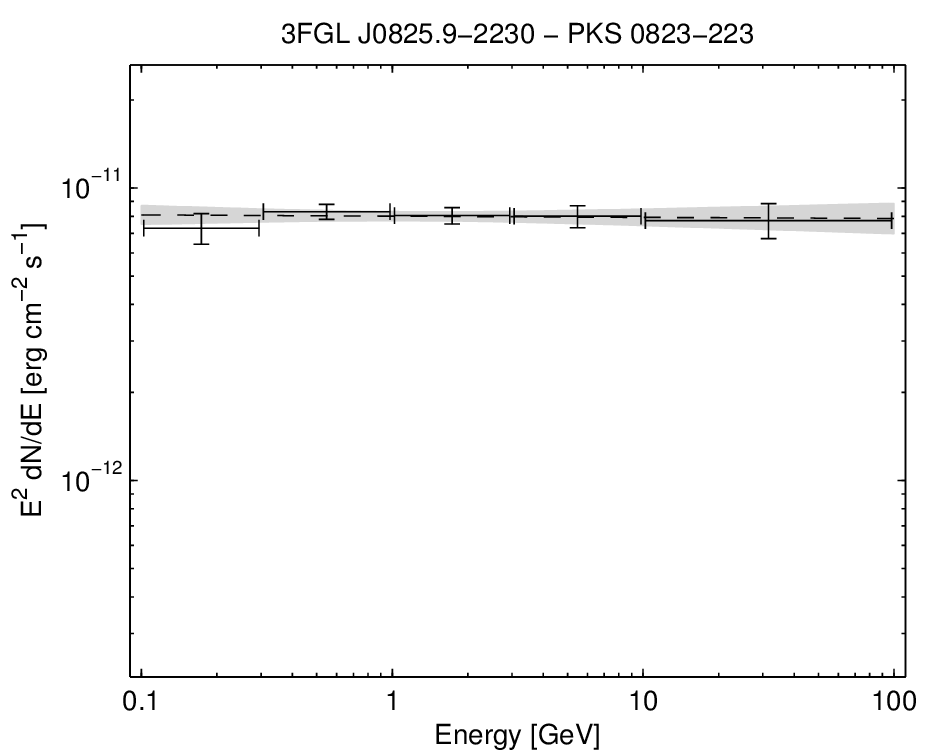 3FGL J0825.9−2230 − PKS 0823−223
10⁻¹¹
10⁻¹²
E² dN/dE [erg cm⁻² s⁻¹]
0.1 1 10 100
Energy [GeV]